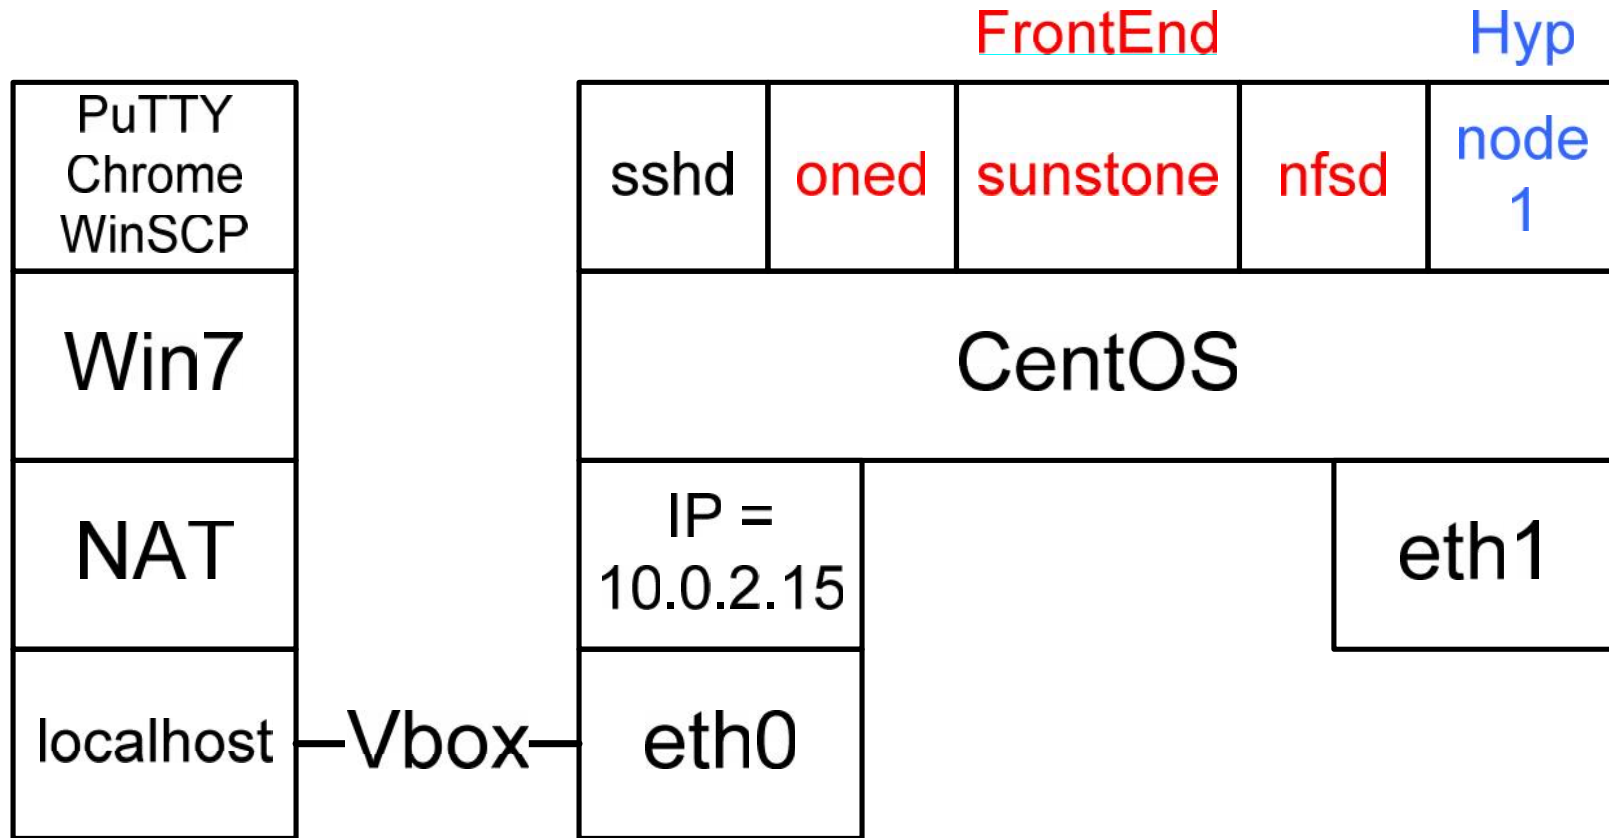 FrontEnd
Hyp
PuTTY
Chrome
WinSCP
sshd
oned
sunstone
nfsd
node
1
Win7
CentOS
NAT
IP =
10.0.2.15
eth1
localhost
Vbox
eth0